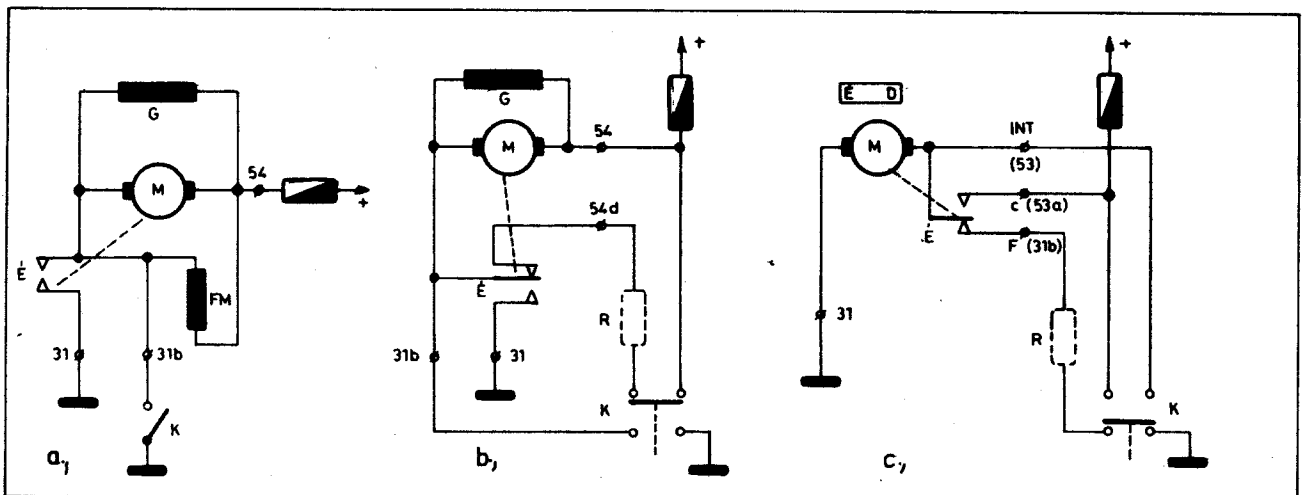 G
M
54
+
É
FM
31
31b
K
a,
+
G
M
54
54d
É
R
31b
31
K
b,
+
É D
M
INT
(53)
c (53a)
É
F (31b)
31
R
K
c,